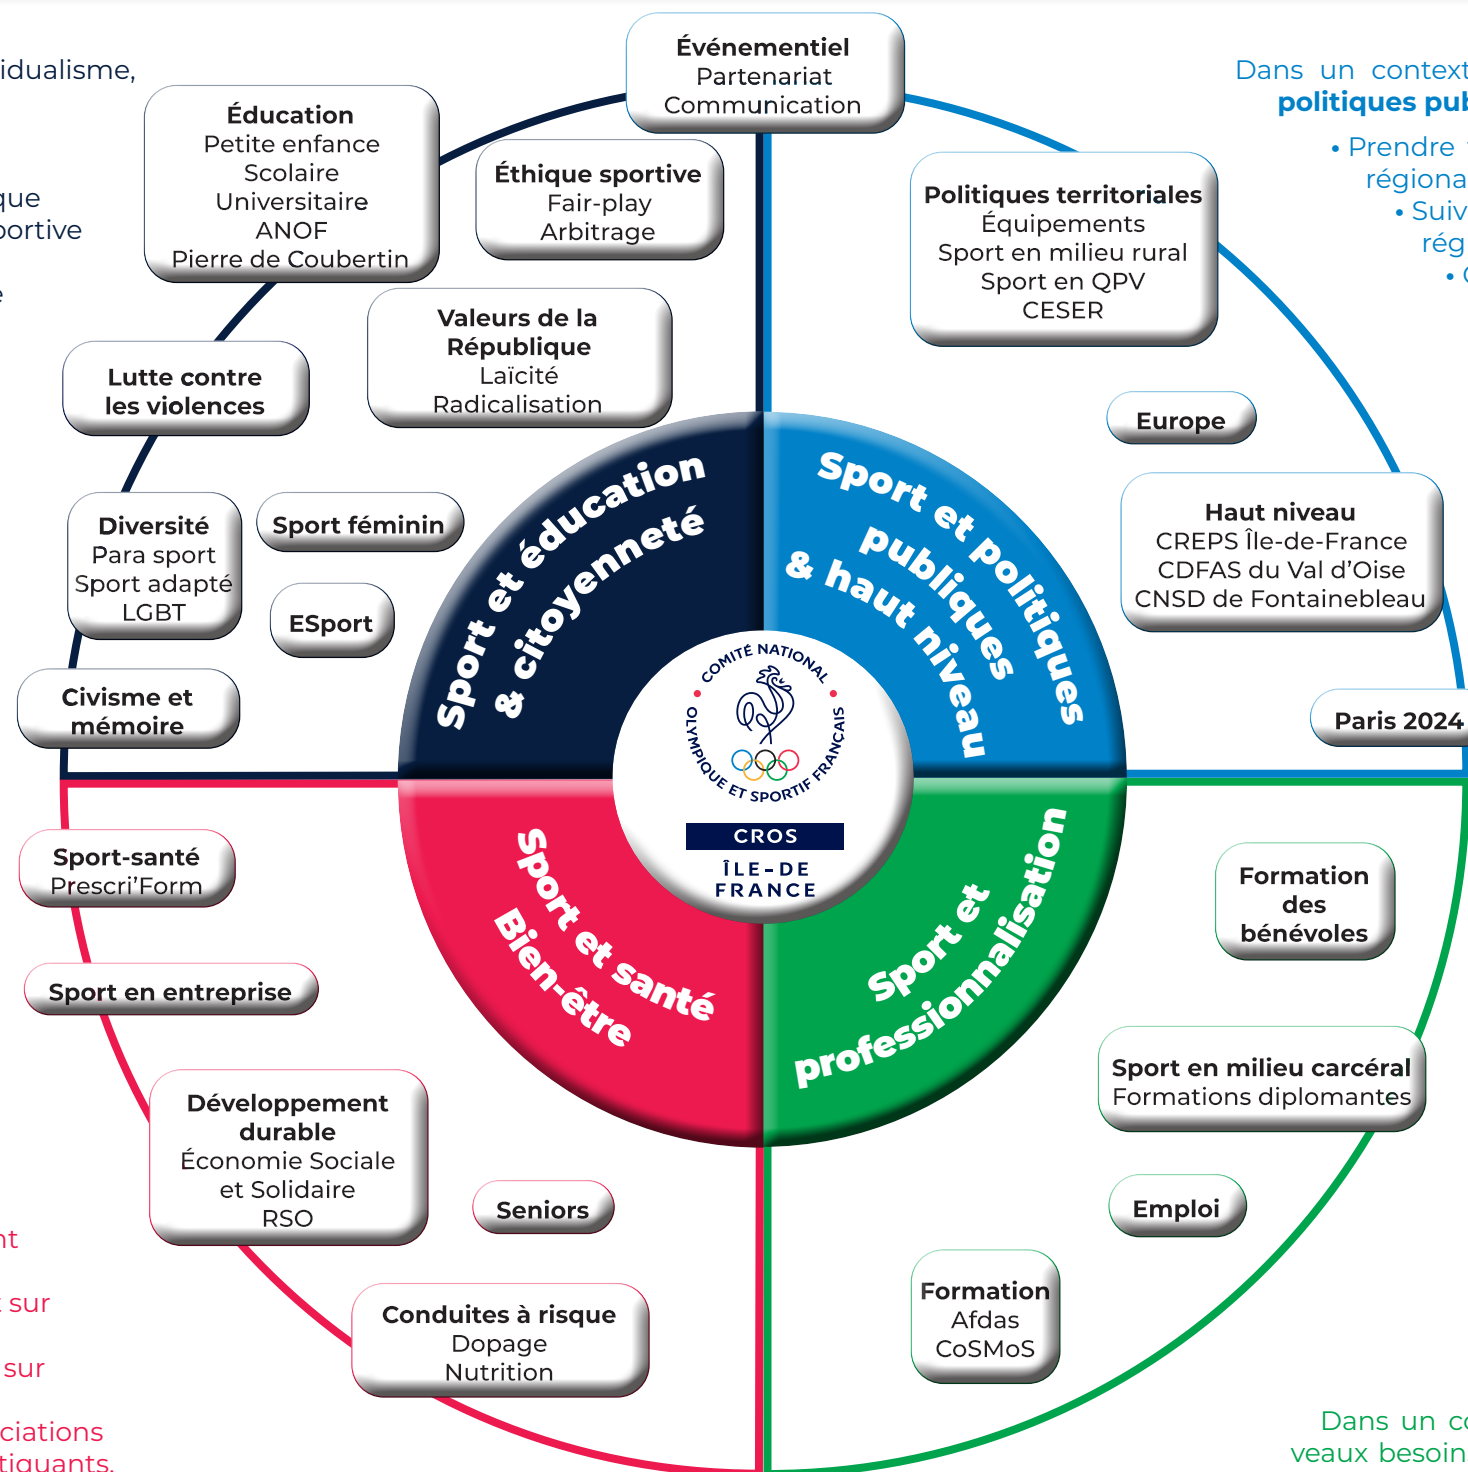 idualisme,
que
portive
e
Événementiel
Partenariat
Communication
Dans un contexte
politiques pub
• Prendre
régiona
• Suiv
rég
Éducation
Petite enfance
Scolaire
Universitaire
ANOF
Pierre de Coubertin
Éthique sportive
Fair-play
Arbitrage
Politiques territoriales
Équipements
Sport en milieu rural
Sport en QPV
CESER
Valeurs de la
République
Laïcité
Radicalisation
Lutte contre
les violences
Europe
Diversité
Para sport
Sport adapté
LGBT
Sport féminin
ESport
Haut niveau
CREPS Île-de-France
CDFAS du Val d’Oise
CNSD de Fontainebleau
Civisme et
mémoire
Paris 2024
Sport et éducation
& citoyenneté
Sport et politiques
publiques
& haut niveau
COMITÉ NATIONAL
OLYMPIQUE ET SPORTIF FRANÇAIS
CROS
ÎLE-DE
FRANCE
Sport et santé
Bien-être
Sport et
professionnalisation
Sport-santé
Prescri’Form
Sport en entreprise
Développement
durable
Économie Sociale
et Solidaire
RSO
Seniors
Conduites à risque
Dopage
Nutrition
Formation
des
bénévoles
Sport en milieu carcéral
Formations diplomantes
Emploi
Formation
Afdas
CoSMoS
nt
sur
sur
ciations
tiquants.
Dans un co
veaux besoin